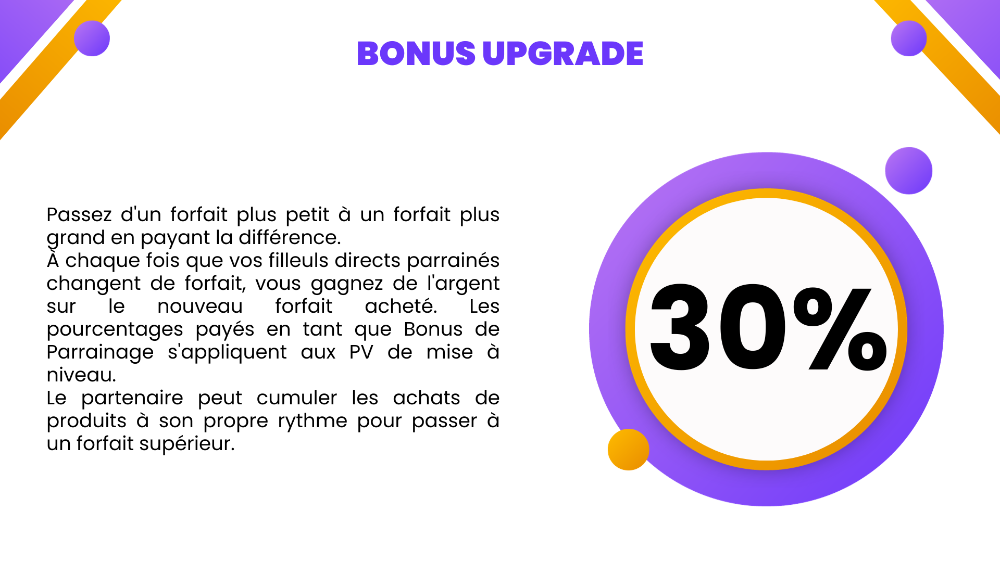 BONUS UPGRADE
Passez d'un forfait plus petit à un forfait plus
grand en payant la différence.
À chaque fois que vos filleuls directs parrainés
changent de forfait, vous gagnez de l'argent
sur le nouveau forfait acheté. Les
pourcentages payés en tant que Bonus de
Parrainage s'appliquent aux PV de mise à
niveau.
Le partenaire peut cumuler les achats de
produits à son propre rythme pour passer à
un forfait supérieur.
30%